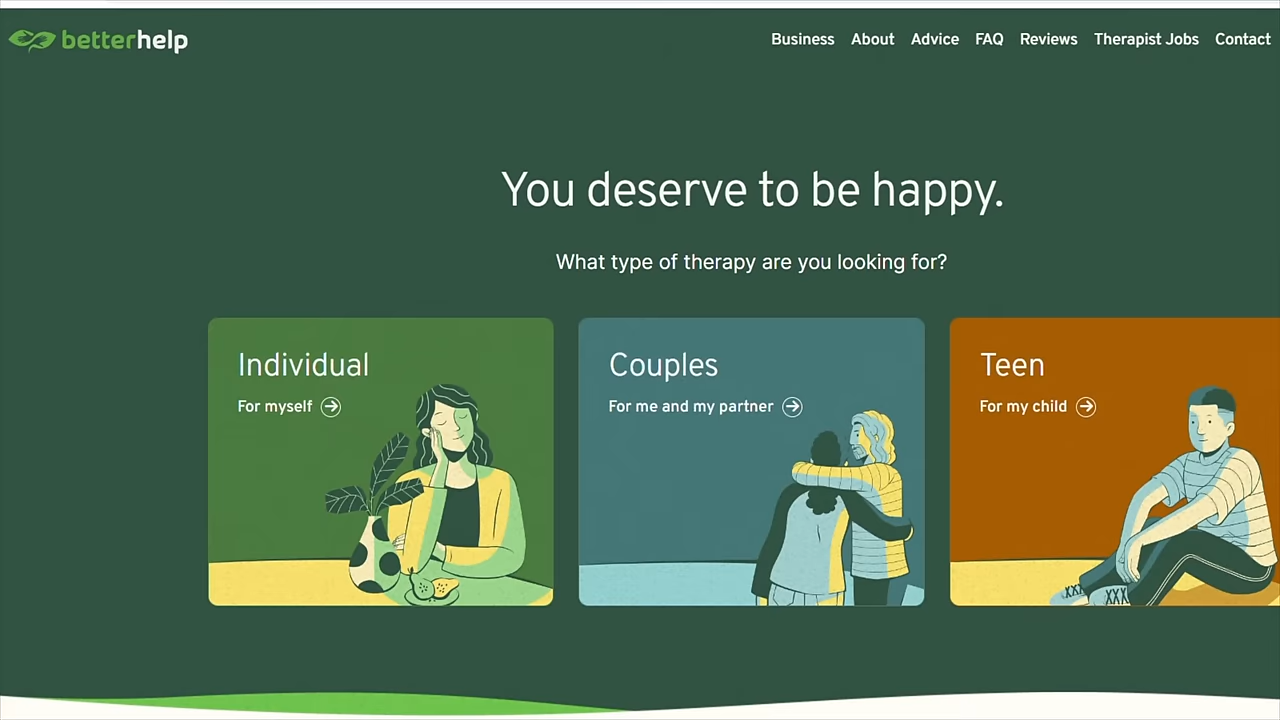 betterhelp
Business About Advice FAQ Reviews Therapist Jobs Contact
You deserve to be happy.
What type of therapy are you looking for?
Individual
For myself
Couples
For me and my partner
Teen
For my child